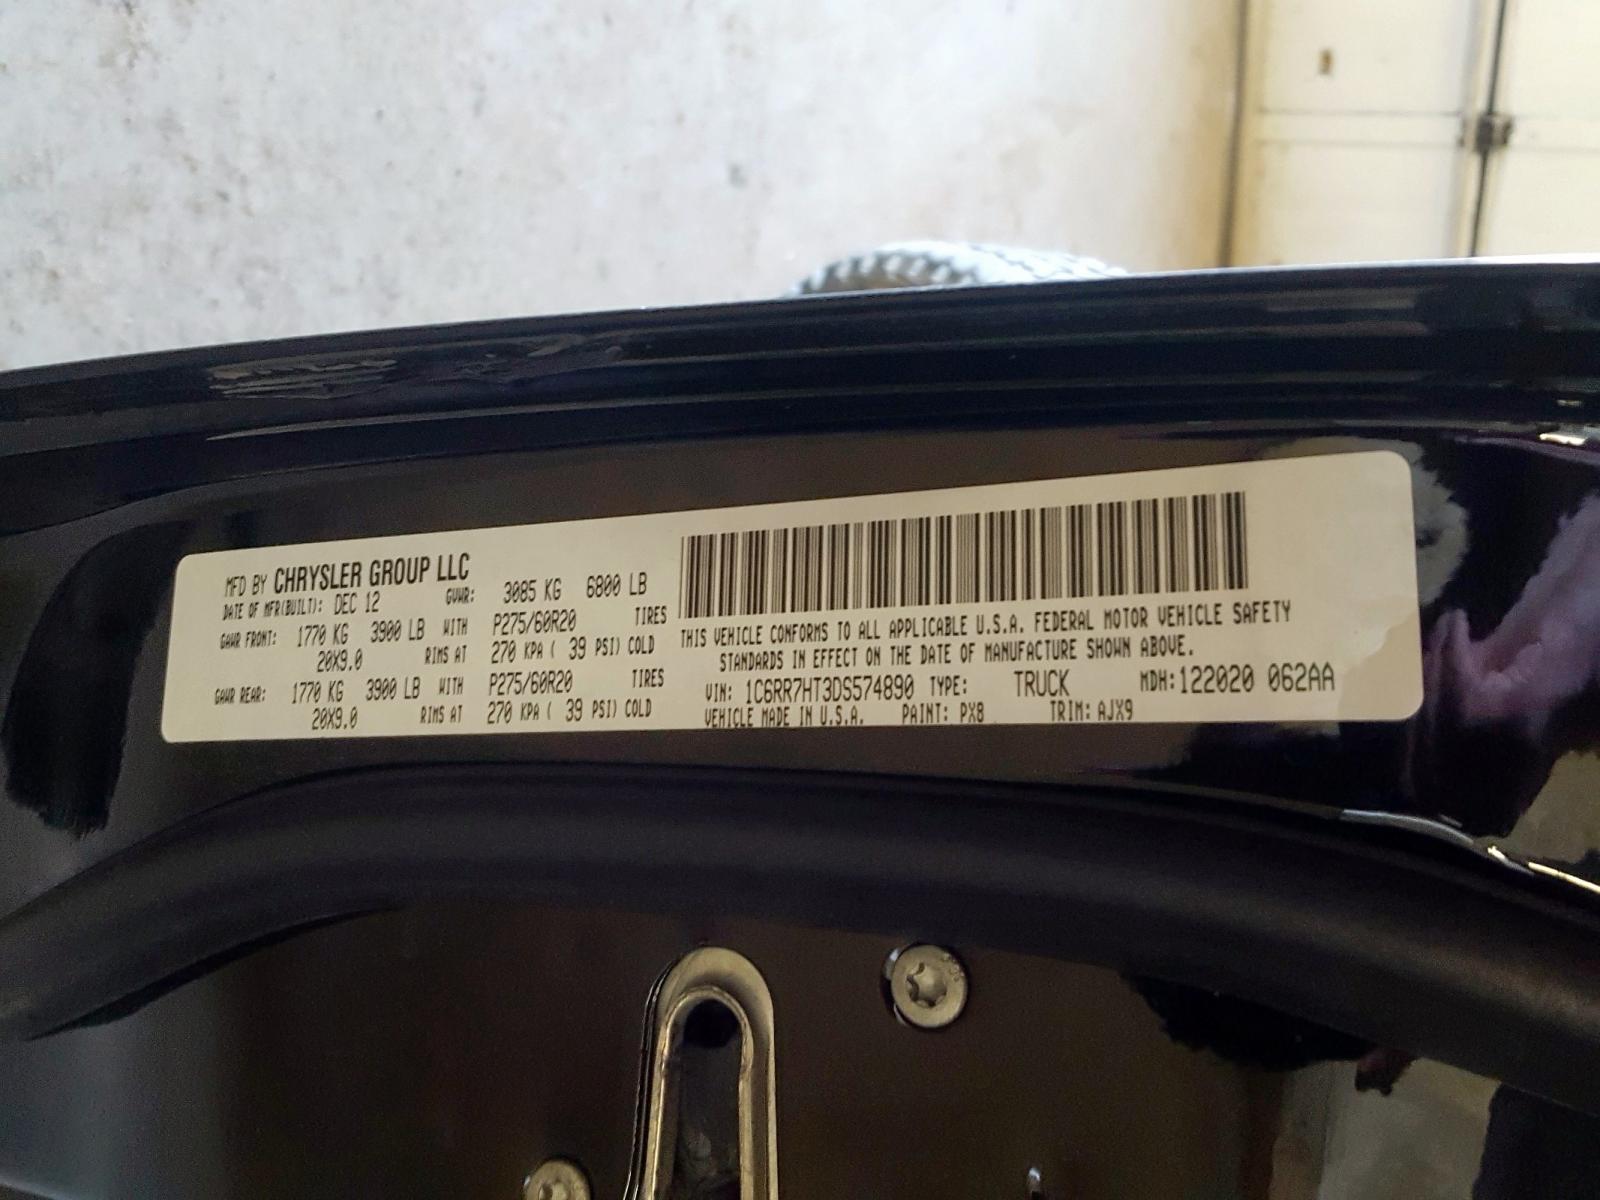 MFD BY CHRYSLER GROUP LLC
DATE OF MFR(BUILT): DEC 12 GVWR: 3085 KG 6800 LB
GAWR FRONT: 1770 KG 3900 LB WITH P275/60R20 TIRES
20X9.0 RIMS AT 270 KPA ( 39 PSI) COLD
GAWR REAR: 1770 KG 3900 LB WITH P275/60R20 TIRES
20X9.0 RIMS AT 270 KPA ( 39 PSI) COLD
THIS VEHICLE CONFORMS TO ALL APPLICABLE U.S.A. FEDERAL MOTOR VEHICLE SAFETY
STANDARDS IN EFFECT ON THE DATE OF MANUFACTURE SHOWN ABOVE.
VIN: 1C6RR7HT3DS574890 TYPE: TRUCK MDH:122020 062AA
VEHICLE MADE IN U.S.A. PAINT: PX8 TRIM: AJX9